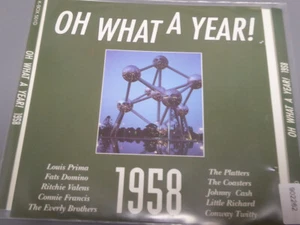 OH WHAT A YEAR!
OH WHAT A YEAR! 1958
Louis Prima
Fats Domino
Ritchie Valens
Connie Francis
The Everly Brothers
1958
The Platters
The Coasters
Johnny Cash
Little Richard
Conway Twitty
OH WHAT A YEAR! 1958